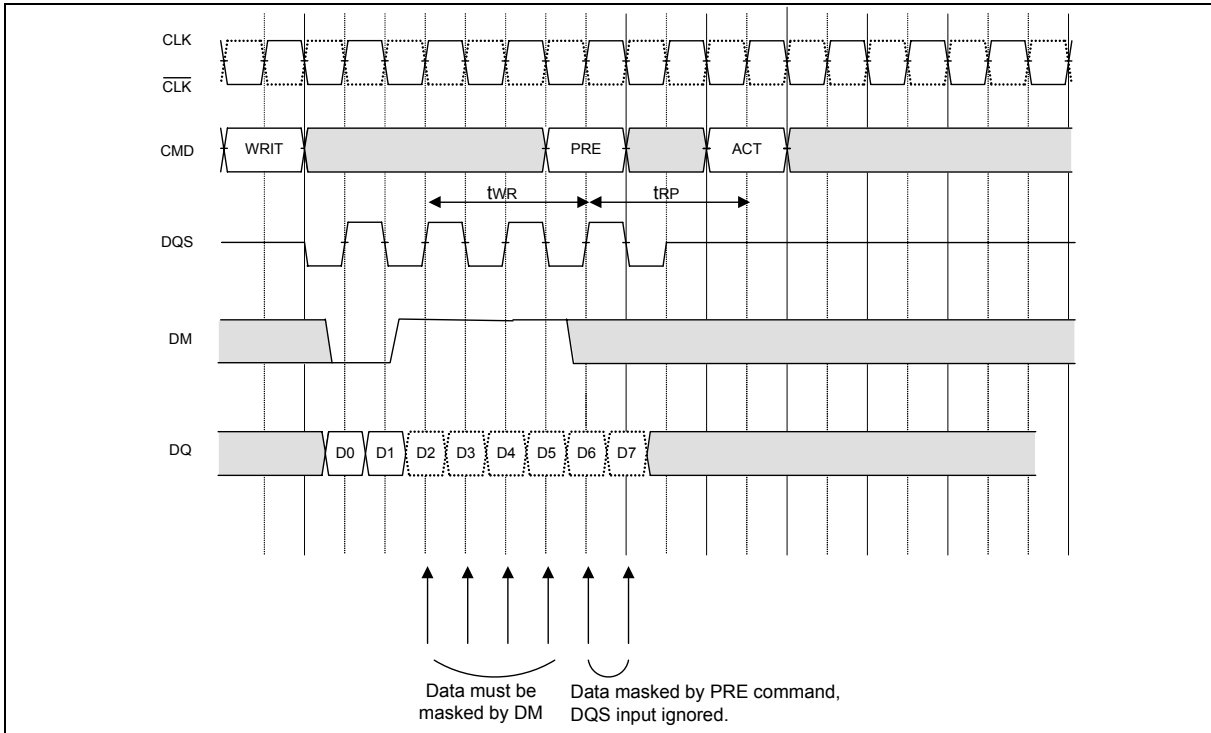 CLK
C̅L̅K̅
CMD WRIT PRE ACT
tWR tRP
DQS
DM
DQ D0 D1 D2 D3 D4 D5 D6 D7
Data must be
masked by DM
Data masked by PRE command,
DQS input ignored.